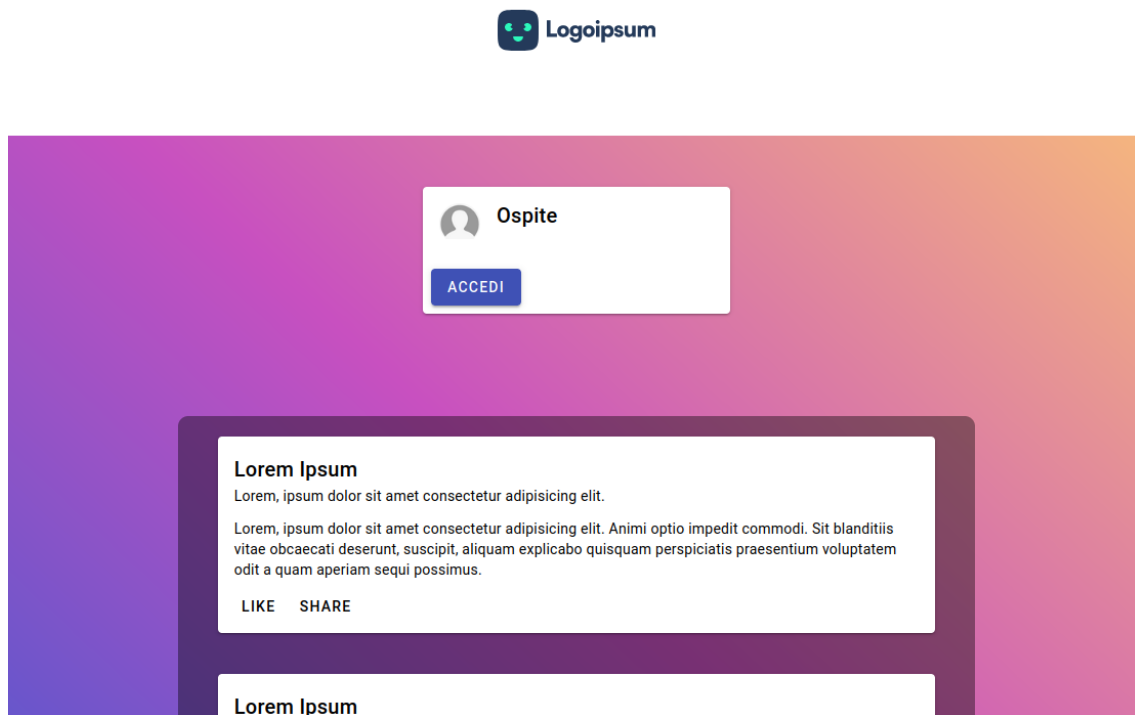 Logoipsum
Ospite
ACCEDI
Lorem Ipsum
Lorem, ipsum dolor sit amet consectetur adipisicing elit.
Lorem, ipsum dolor sit amet consectetur adipisicing elit. Animi optio impedit commodi. Sit blanditiis
vitae obcaecati deserunt, suscipit, aliquam explicabo quisquam perspiciatis praesentium voluptatem
odit a quam aperiam sequi possimus.
LIKE SHARE
Lorem Ipsum